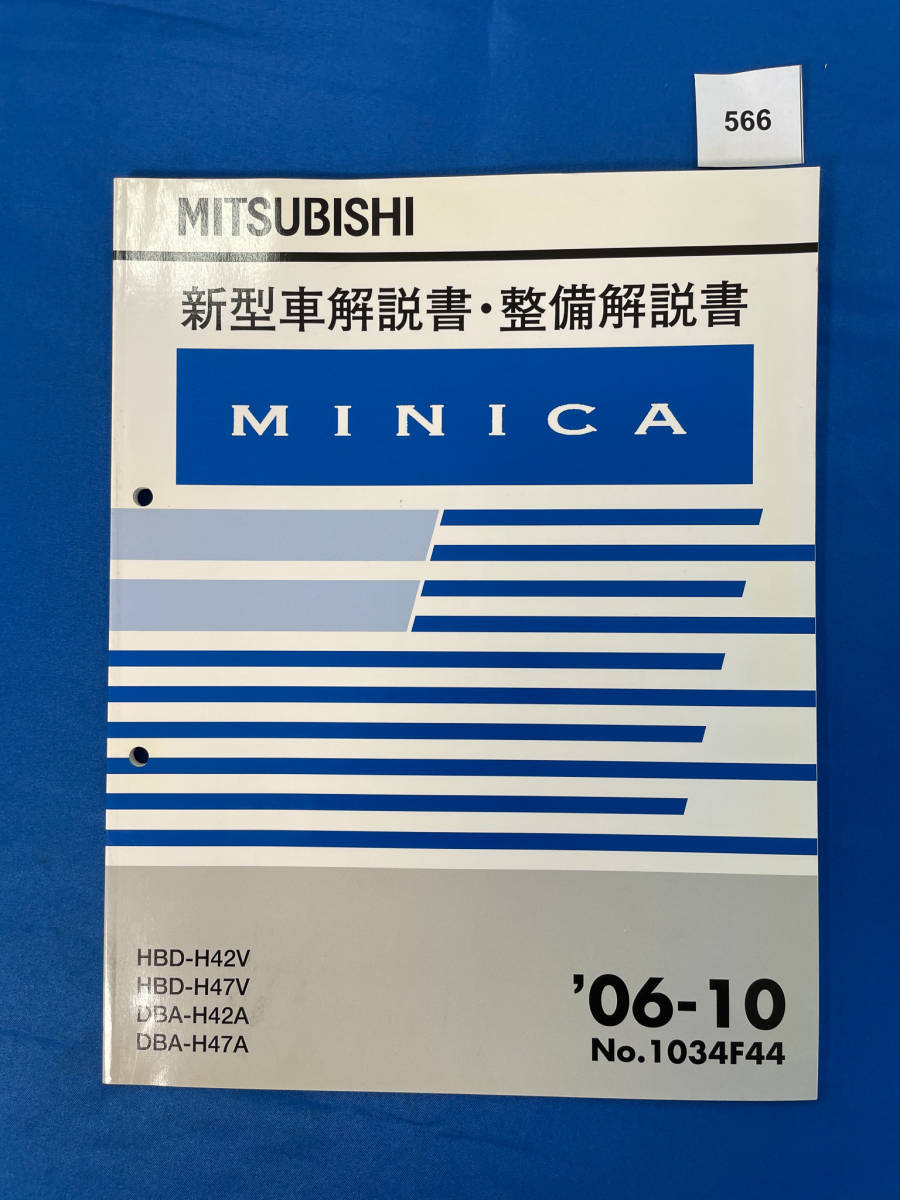 566
MITSUBISHI
新型車解説書・整備解説書
MINICA
HBD-H42V
HBD-H47V
DBA-H42A
DBA-H47A
'06-10
No.1034F44